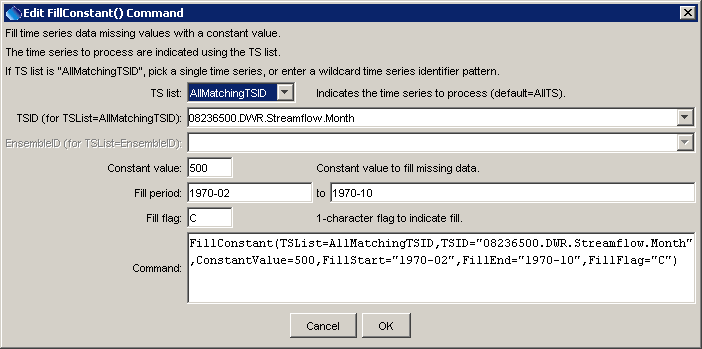 Edit FillConstant() Command
Fill time series data missing values with a constant value.
The time series to process are indicated using the TS list.
If TS list is "AllMatchingTSID", pick a single time series, or enter a wildcard time series identifier pattern.
TS list: AllMatchingTSID Indicates the time series to process (default=AllTS).
TSID (for TSList=AllMatchingTSID): 08236500.DWR.Streamflow.Month
EnsembleID (for TSList=EnsembleID):
Constant value: 500 Constant value to fill missing data.
Fill period: 1970-02 to 1970-10
Fill flag: C 1-character flag to indicate fill.
Command: FillConstant(TSList=AllMatchingTSID,TSID="08236500.DWR.Streamflow.Month"
,ConstantValue=500,FillStart="1970-02",FillEnd="1970-10",FillFlag="C")
Cancel OK